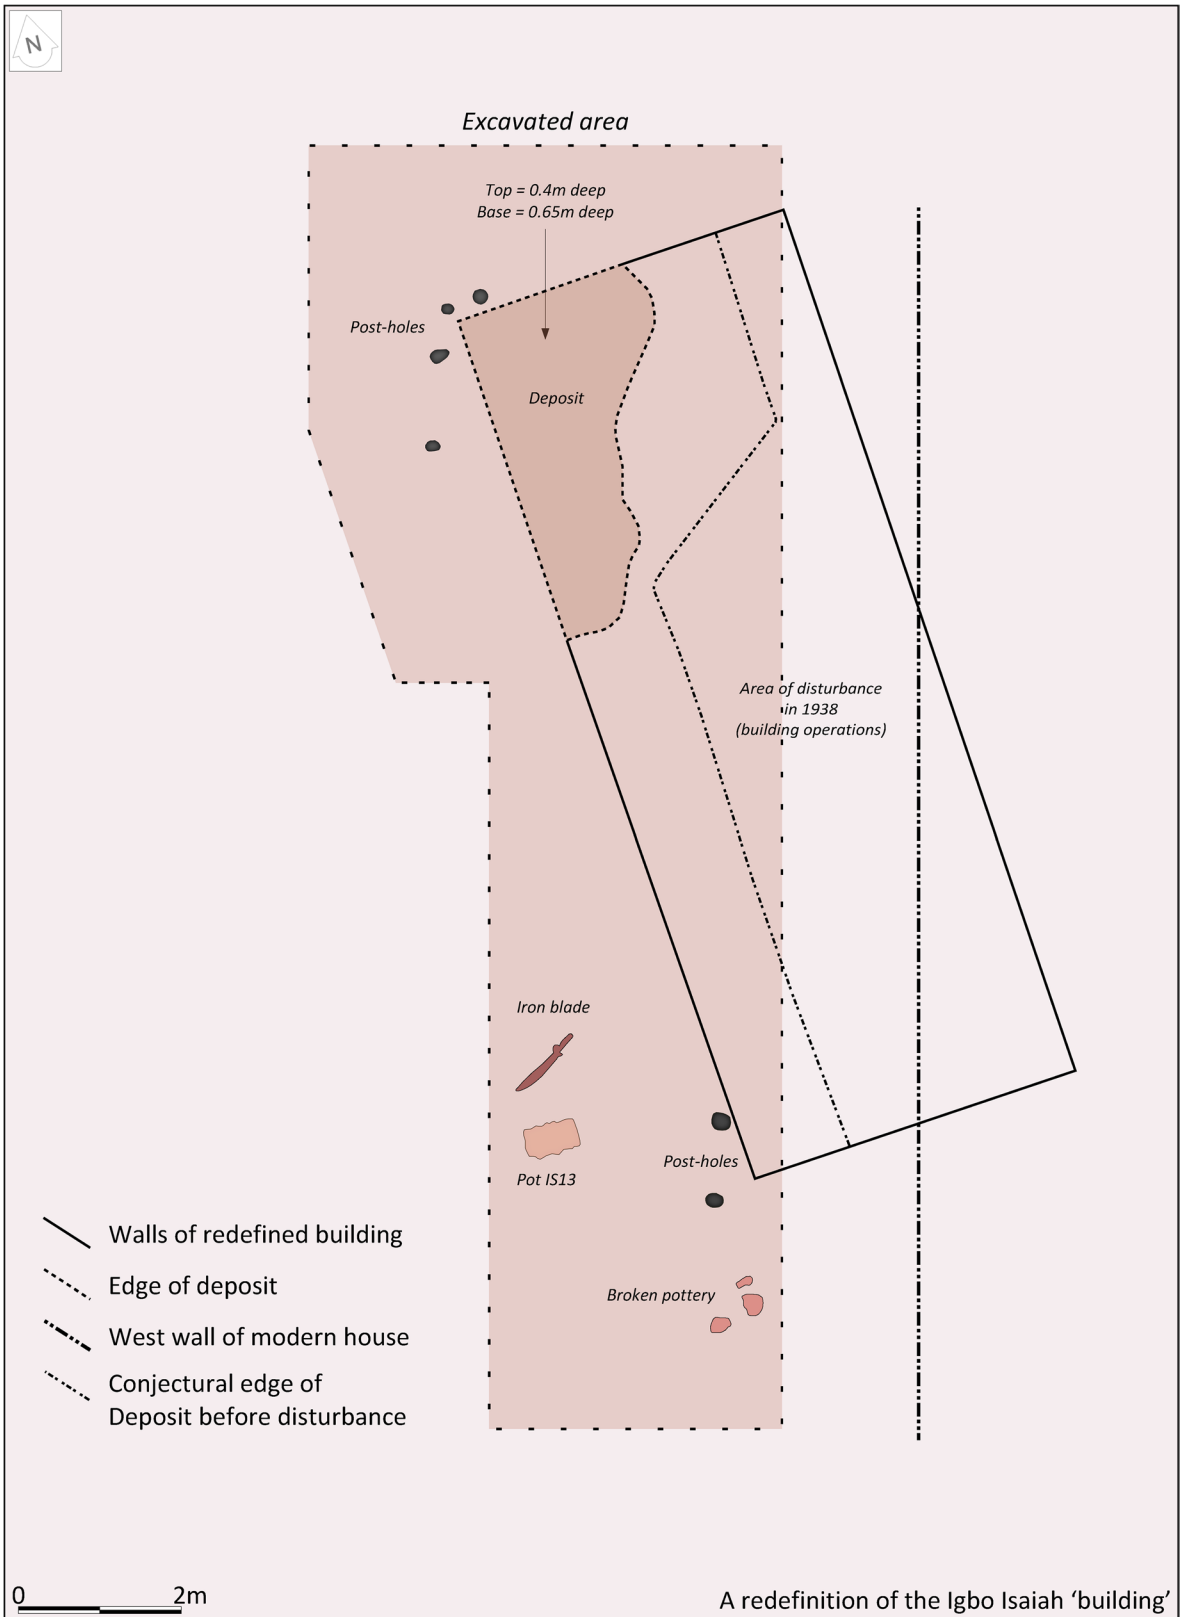 N
Excavated area
Top = 0.4m deep
Base = 0.65m deep
Post-holes
Deposit
Area of disturbance
in 1938
(building operations)
Iron blade
Pot IS13
Post-holes
Broken pottery
Walls of redefined building
Edge of deposit
West wall of modern house
Conjectural edge of
Deposit before disturbance
0 2m
A redefinition of the Igbo Isaiah ‘building’